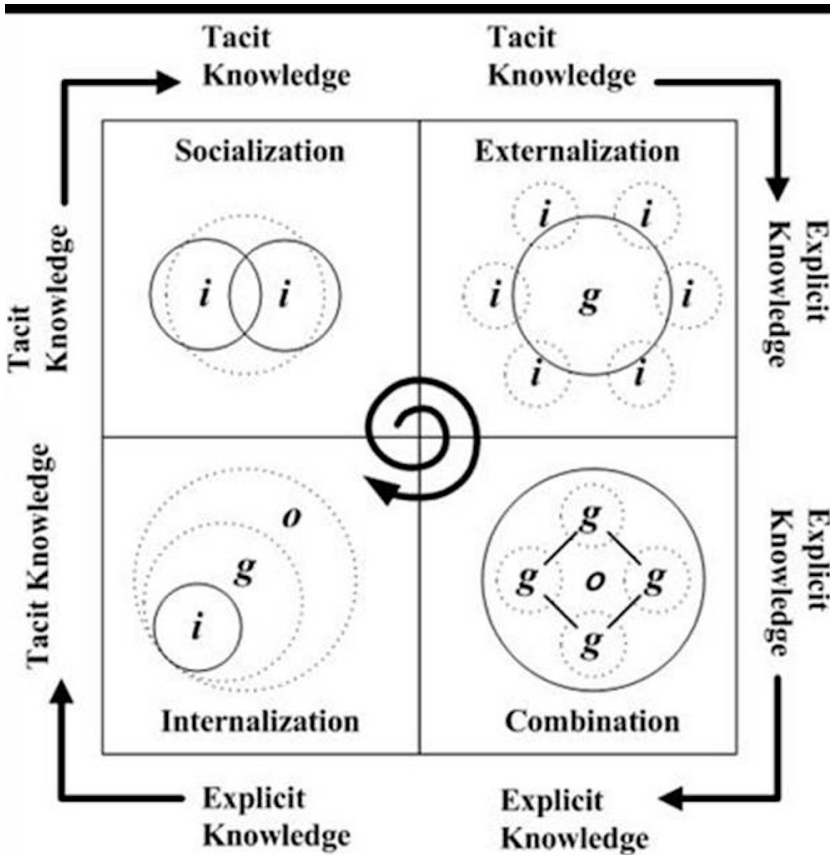 Tacit
Knowledge
Tacit
Knowledge
Socialization
Externalization
i
i
i
i
i
g
i
i
i
Tacit
Knowledge
Explicit
Knowledge
o
g
i
Internalization
g
g
o
g
g
Combination
Tacit Knowledge
Explicit
Knowledge
Explicit
Knowledge
Explicit
Knowledge